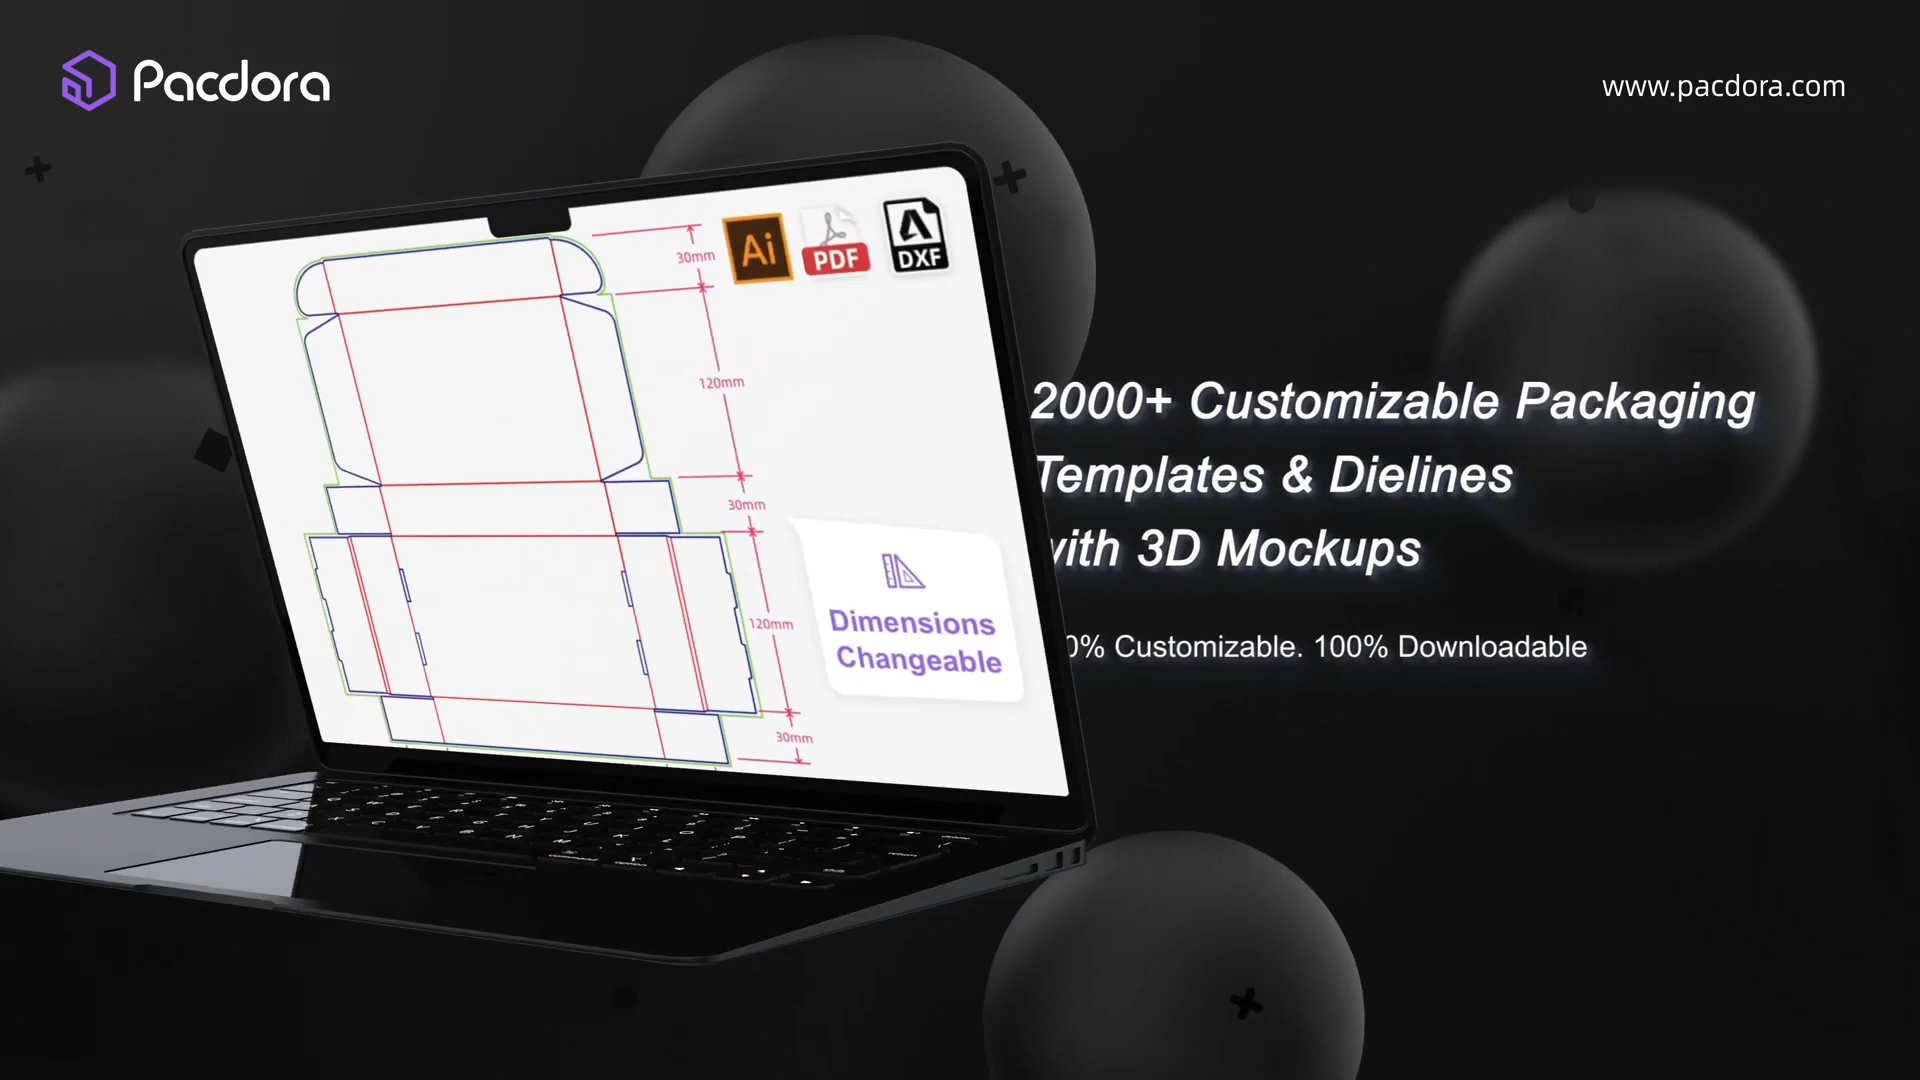 Pacdora
www.pacdora.com
Ai
PDF
DXF
30mm
120mm
30mm
120mm
30mm
Dimensions
Changeable
2000+ Customizable Packaging
Templates & Dielines
with 3D Mockups
0% Customizable. 100% Downloadable